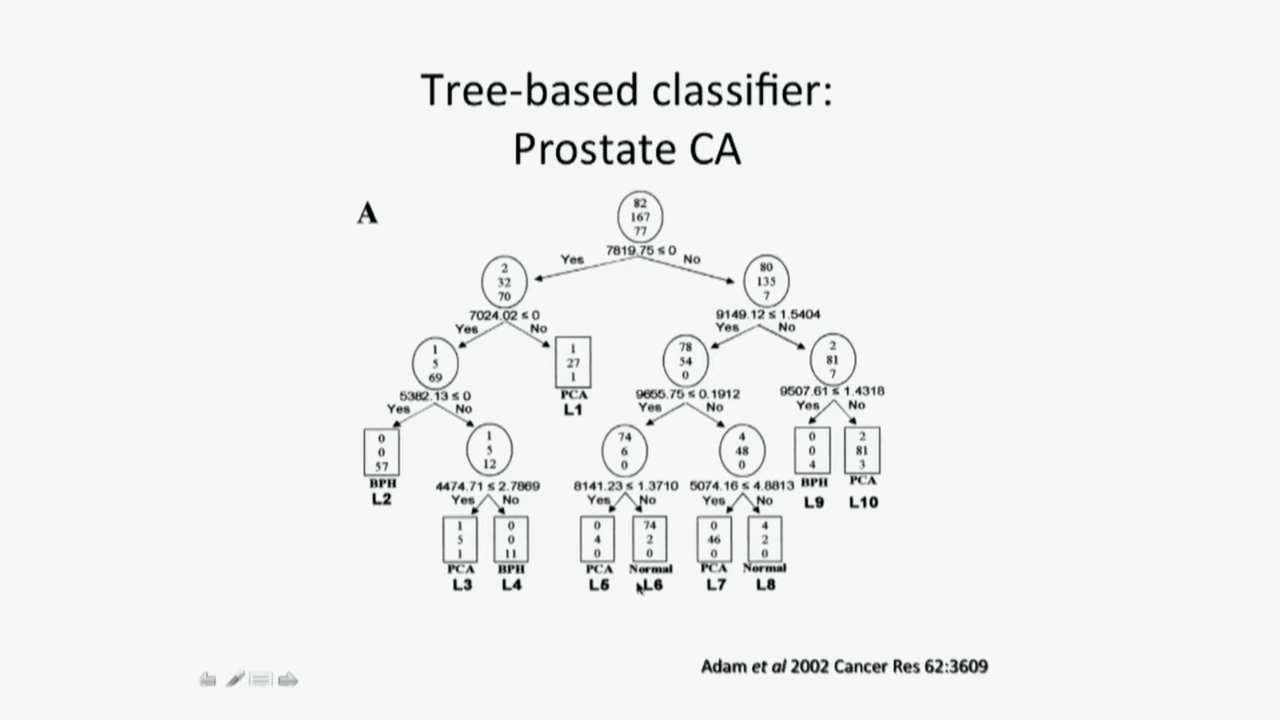 Tree-based classifier:
Prostate CA
A
82
167
77
7819.75 ≤ 0
Yes
No
2
32
70
80
135
7
7024.02 ≤ 0
9149.12 ≤ 1.5404
Yes
No
Yes
No
1
5
69
1
27
1
78
54
0
2
81
7
5382.13 ≤ 0
PCA
9655.75 ≤ 0.1912
9507.61 ≤ 1.4318
Yes
No
L1
Yes
No
Yes
No
0
0
57
1
5
12
74
6
0
4
48
0
0
0
4
2
81
3
BPH
4474.71 ≤ 2.7869
8141.23 ≤ 1.3710
5074.16 ≤ 4.8813
BPH
PCA
L2
Yes
No
Yes
No
Yes
No
L9
L10
1
5
1
0
0
11
0
4
0
74
2
0
0
46
0
4
2
0
PCA
BPH
PCA
Normal
PCA
Normal
L3
L4
L5
L6
L7
L8
Adam et al 2002 Cancer Res 62:3609